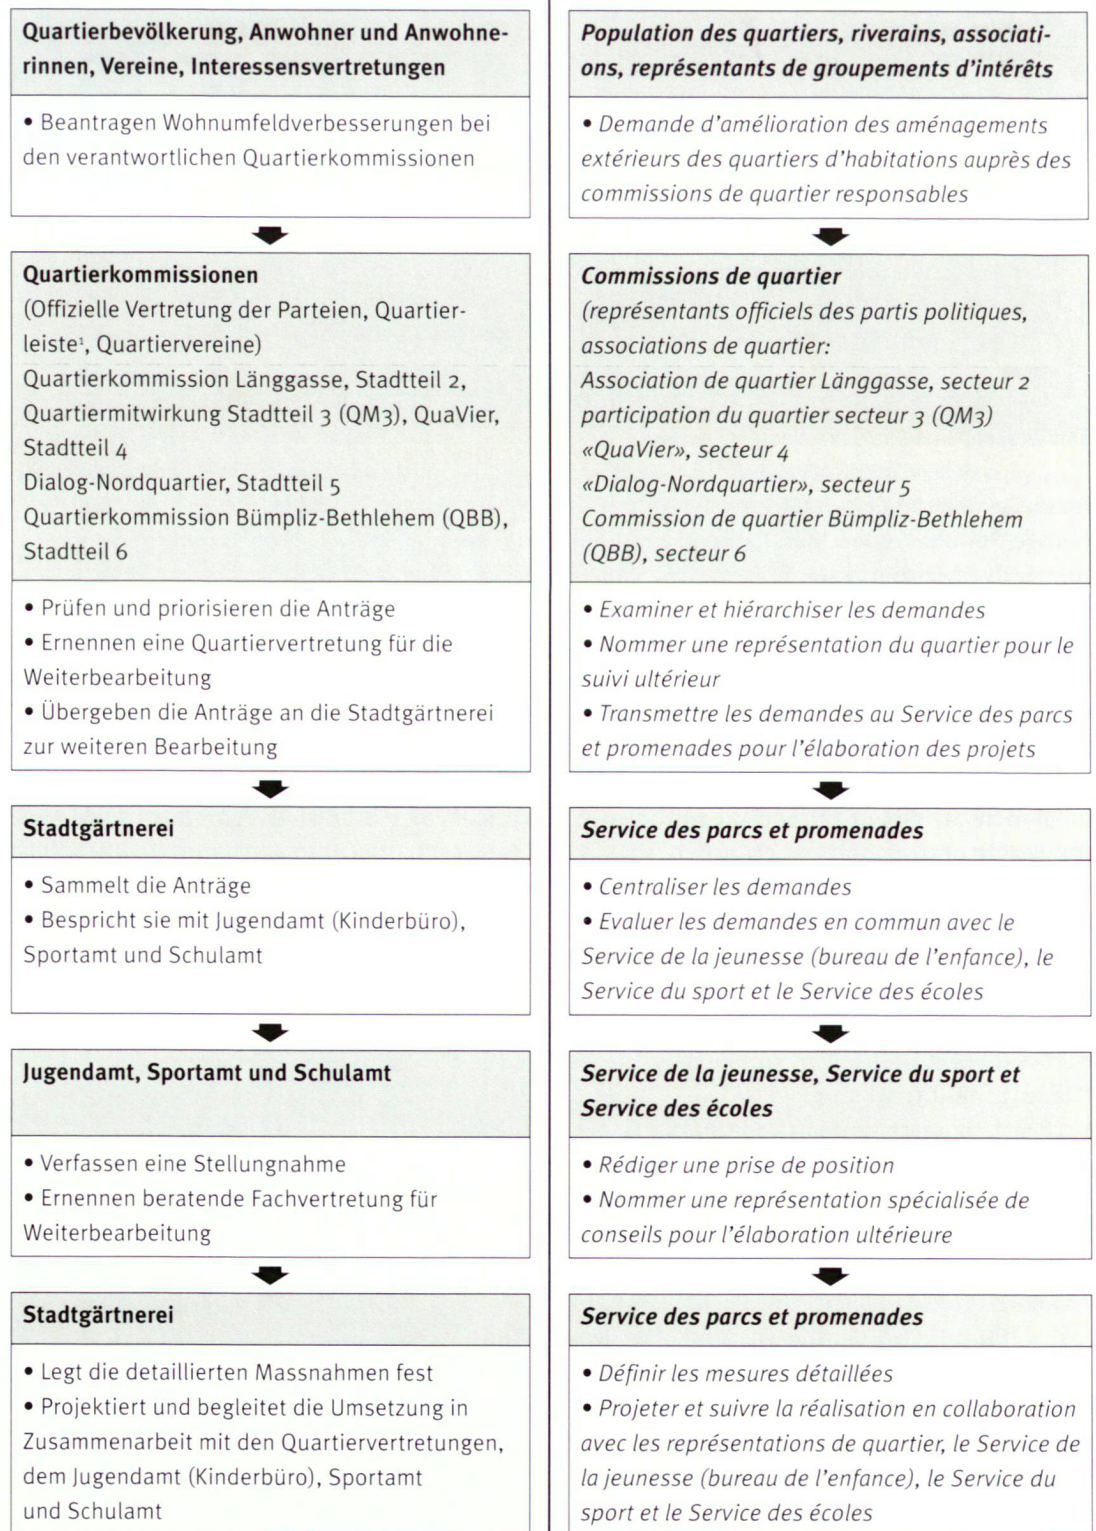 Quartierbevölkerung, Anwohner und Anwohne-
rinnen, Vereine, Interessensvertretungen
• Beantragen Wohnumfeldverbesserungen bei
den verantwortlichen Quartierkommissionen
Quartierkommissionen
(Offizielle Vertretung der Parteien, Quartier-
leiste¹, Quartiervereine)
Quartierkommission Länggasse, Stadtteil 2,
Quartiermitwirkung Stadtteil 3 (QM3), QuaVier,
Stadtteil 4
Dialog-Nordquartier, Stadtteil 5
Quartierkommission Bümpliz-Bethlehem (QBB),
Stadtteil 6
• Prüfen und priorisieren die Anträge
• Ernennen eine Quartiervertretung für die
Weiterbearbeitung
• Übergeben die Anträge an die Stadtgärtnerei
zur weiteren Bearbeitung
Stadtgärtnerei
• Sammelt die Anträge
• Bespricht sie mit Jugendamt (Kinderbüro),
Sportamt und Schulamt
Jugendamt, Sportamt und Schulamt
• Verfassen eine Stellungnahme
• Ernennen beratende Fachvertretung für
Weiterbearbeitung
Stadtgärtnerei
• Legt die detaillierten Massnahmen fest
• Projektiert und begleitet die Umsetzung in
Zusammenarbeit mit den Quartiervertretungen,
dem Jugendamt (Kinderbüro), Sportamt
und Schulamt
Population des quartiers, riverains, associati-
ons, représentants de groupements d'intérêts
• Demande d'amélioration des aménagements
extérieurs des quartiers d'habitations auprès des
commissions de quartier responsables
Commissions de quartier
(représentants officiels des partis politiques,
associations de quartier:
Association de quartier Länggasse, secteur 2
participation du quartier secteur 3 (QM3)
«QuaVier», secteur 4
«Dialog-Nordquartier», secteur 5
Commission de quartier Bümpliz-Bethlehem
(QBB), secteur 6
• Examiner et hiérarchiser les demandes
• Nommer une représentation du quartier pour le
suivi ultérieur
• Transmettre les demandes au Service des parcs
et promenades pour l'élaboration des projets
Service des parcs et promenades
• Centraliser les demandes
• Evaluer les demandes en commun avec le
Service de la jeunesse (bureau de l'enfance), le
Service du sport et le Service des écoles
Service de la jeunesse, Service du sport et
Service des écoles
• Rédiger une prise de position
• Nommer une représentation spécialisée de
conseils pour l'élaboration ultérieure
Service des parcs et promenades
• Définir les mesures détaillées
• Projeter et suivre la réalisation en collaboration
avec les représentations de quartier, le Service de
la jeunesse (bureau de l'enfance), le Service du
sport et le Service des écoles